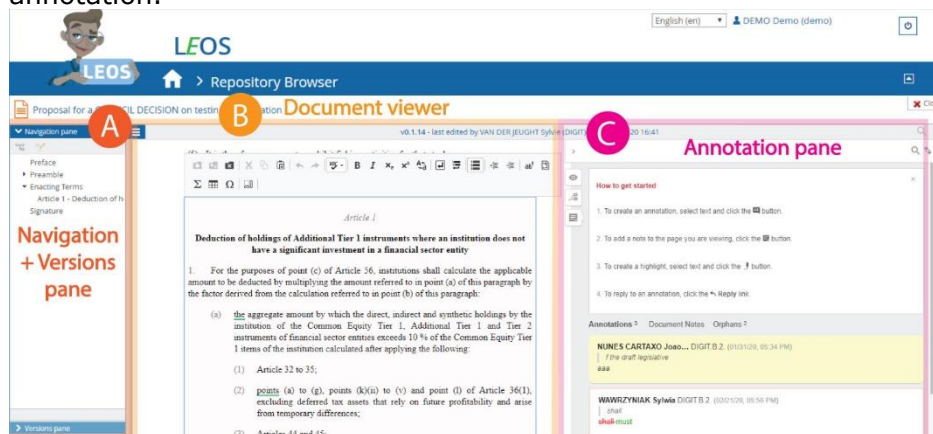 annotation.
English (en)
DEMO Demo (demo)
LEOS
LEOS
> Repository Browser
Proposal for a COUNCIL DECISION on
Document viewer
Clo
A
B
C
Navigation pane
v0.1.14 - last edited by VAN DER JEUGHT Sylvie (DIGIT) 20 16:41
Annotation pane
Preface
Preamble
Enacting Terms
Article 1 - Deduction of h
Signature
Navigation
+ Versions
pane
Versions pane
Article 1
Deduction of holdings of Additional Tier 1 instruments where an institution does not
have a significant investment in a financial sector entity
1. For the purposes of point (c) of Article 56, institutions shall calculate the applicable
amount to be deducted by multiplying the amount referred to in point (a) of this paragraph by
the factor derived from the calculation referred to in point (b) of this paragraph:
(a) the aggregate amount by which the direct, indirect and synthetic holdings by the
institution of the Common Equity Tier 1, Additional Tier 1 and Tier 2
instruments of financial sector entities exceeds 10 % of the Common Equity Tier
1 items of the institution calculated after applying the following:
(1) Article 32 to 35;
(2) points (a) to (g), points (k)(ii) to (v) and point (l) of Article 36(1),
excluding deferred tax assets that rely on future profitability and arise
from temporary differences;
(3) Articles 44 and 45;
How to get started
1. To create an annotation, select text and click the button.
2. To add a note to the page you are viewing, click the button.
3. To create a highlight, select text and click the button.
4. To reply to an annotation, click the Reply link.
Annotations Document Notes Orphans
NUNES CARTAXO Joao... DIGIT.B.2. (01/31/20, 05:34 PM)
f the draft legislative
aaa
WAWRZYNIAK Sylwia DIGIT.B.2. (02/21/20, 05:56 PM)
shall
shall must